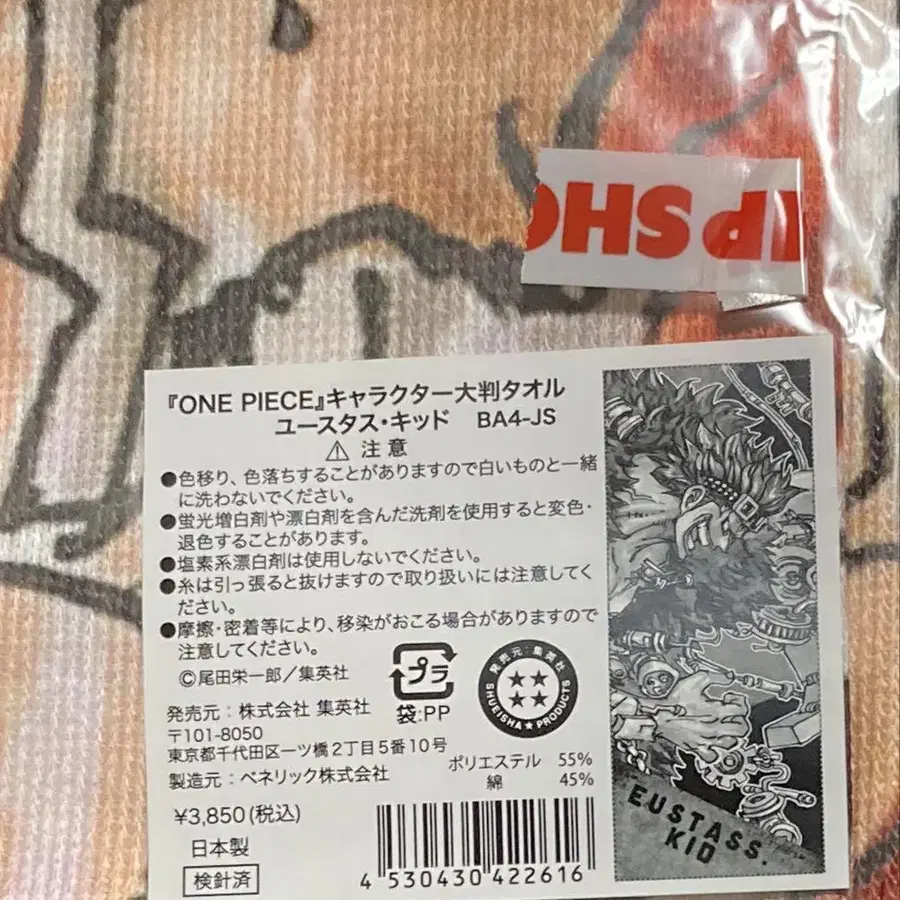 IP SHO
『ONE PIECE』キャラクター大判タオル
ユースタス・キッド BA4-JS
⚠ 注意
●色移り、色落ちすることがありますので白いものと一緒
に洗わないでください。
●蛍光増白剤や漂白剤を含んだ洗剤を使用すると変色・
退色することがあります。
●塩素系漂白剤は使用しないでください。
●糸は引っ張ると抜けますので取り扱いには注意してく
ださい。
●摩擦・密着等により、移染がおこる場合がありますので
注意してください。
©尾田栄一郎／集英社
プラ
袋:PP
発売元・集英社
SHUEISHA★PRODUCTS
発売元：株式会社 集英社
〒101-8050
東京都千代田区一ツ橋2丁目5番10号
製造元：ベネリック株式会社
ポリエステル 55%
綿 45%
¥3,850(税込)
日本製
検針済
4 530430 422616
EUSTASS.
KID